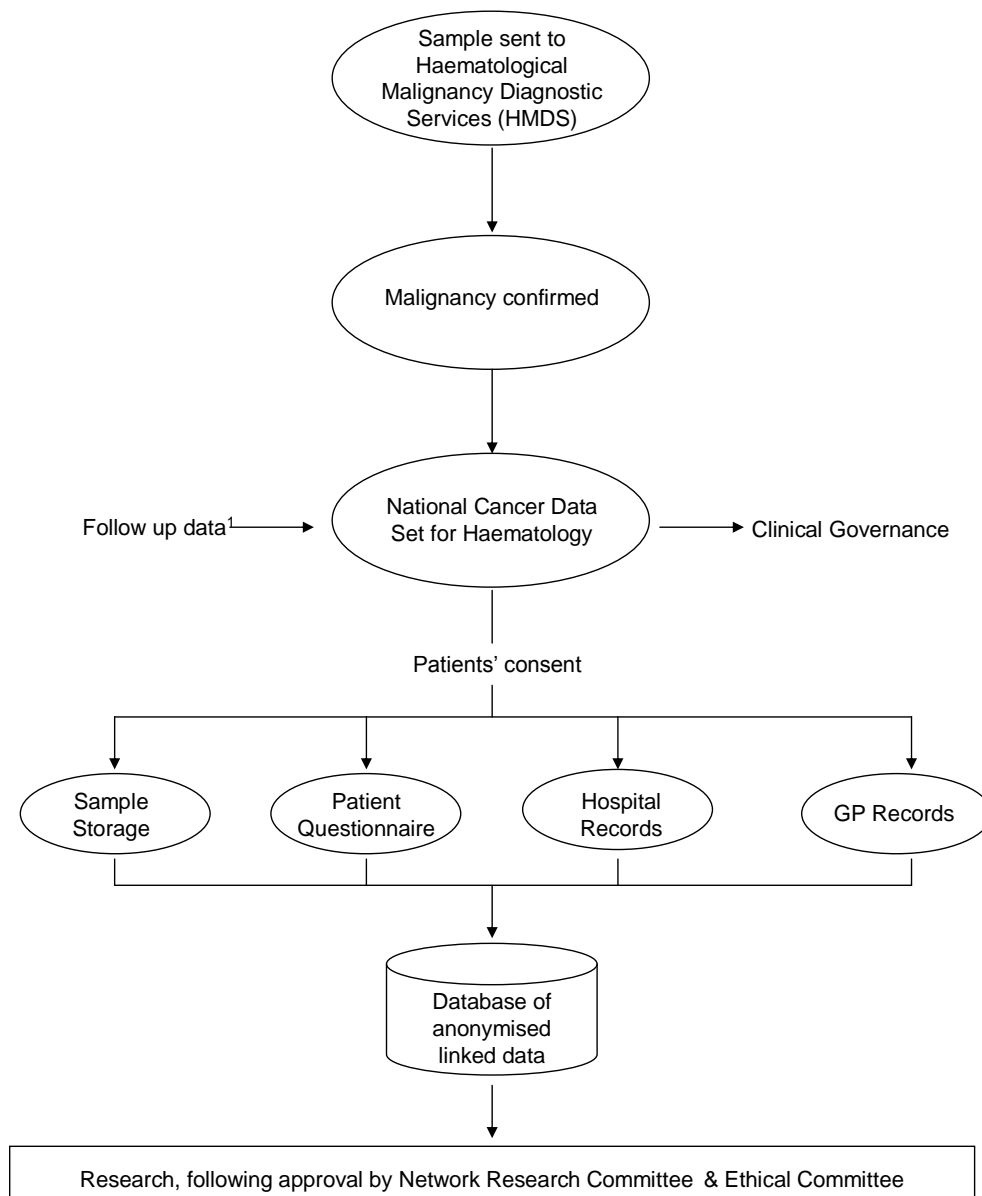 Sample sent to
Haematological
Malignancy Diagnostic
Services (HMDS)
Malignancy confirmed
National Cancer Data
Set for Haematology
Follow up data1
Clinical Governance
Patients’ consent
Sample
Storage
Patient
Questionnaire
Hospital
Records
GP Records
Database of
anonymised
linked data
Research, following approval by Network Research Committee & Ethical Committee